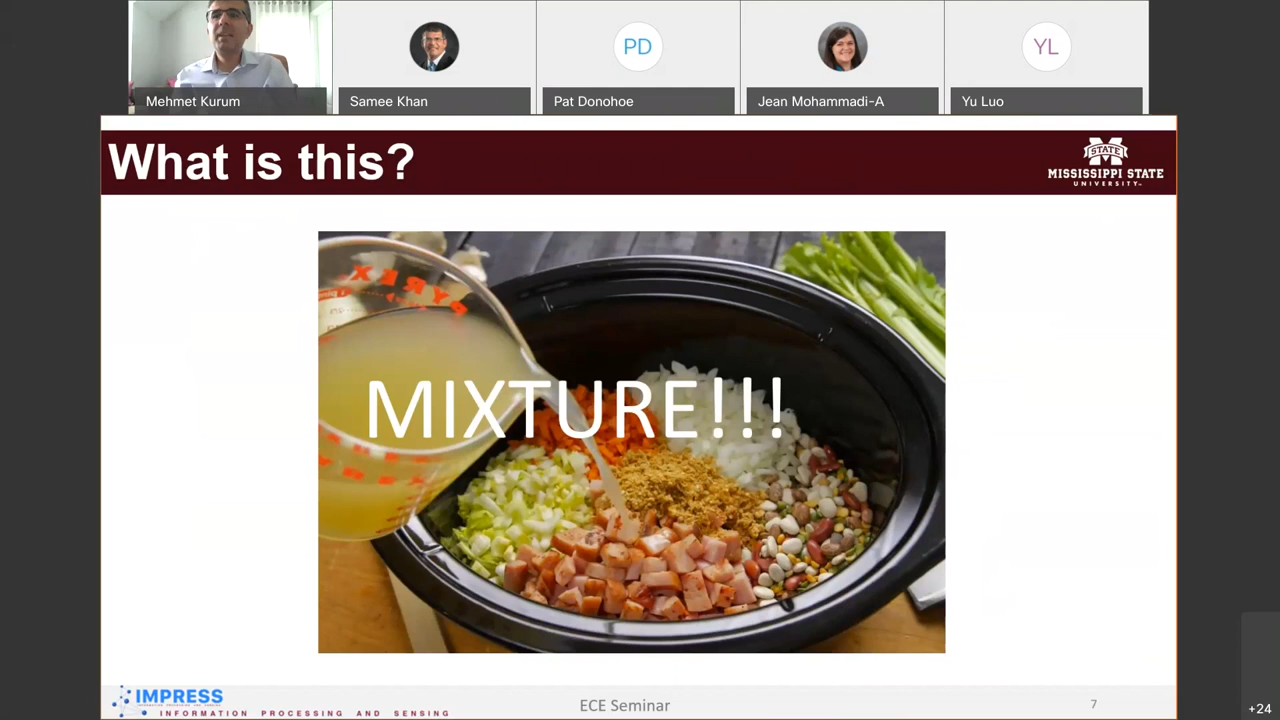 PD
YL
Mehmet Kurum
Samee Khan
Pat Donohoe
Jean Mohammadi-A
Yu Luo
What is this?
STATE
MISSISSIPPI STATE
UNIVERSITY
PYREX
MIXTURE!!!
IMPRESS
INFORMATION PROCESSING AND SENSING
ECE Seminar
7
+24